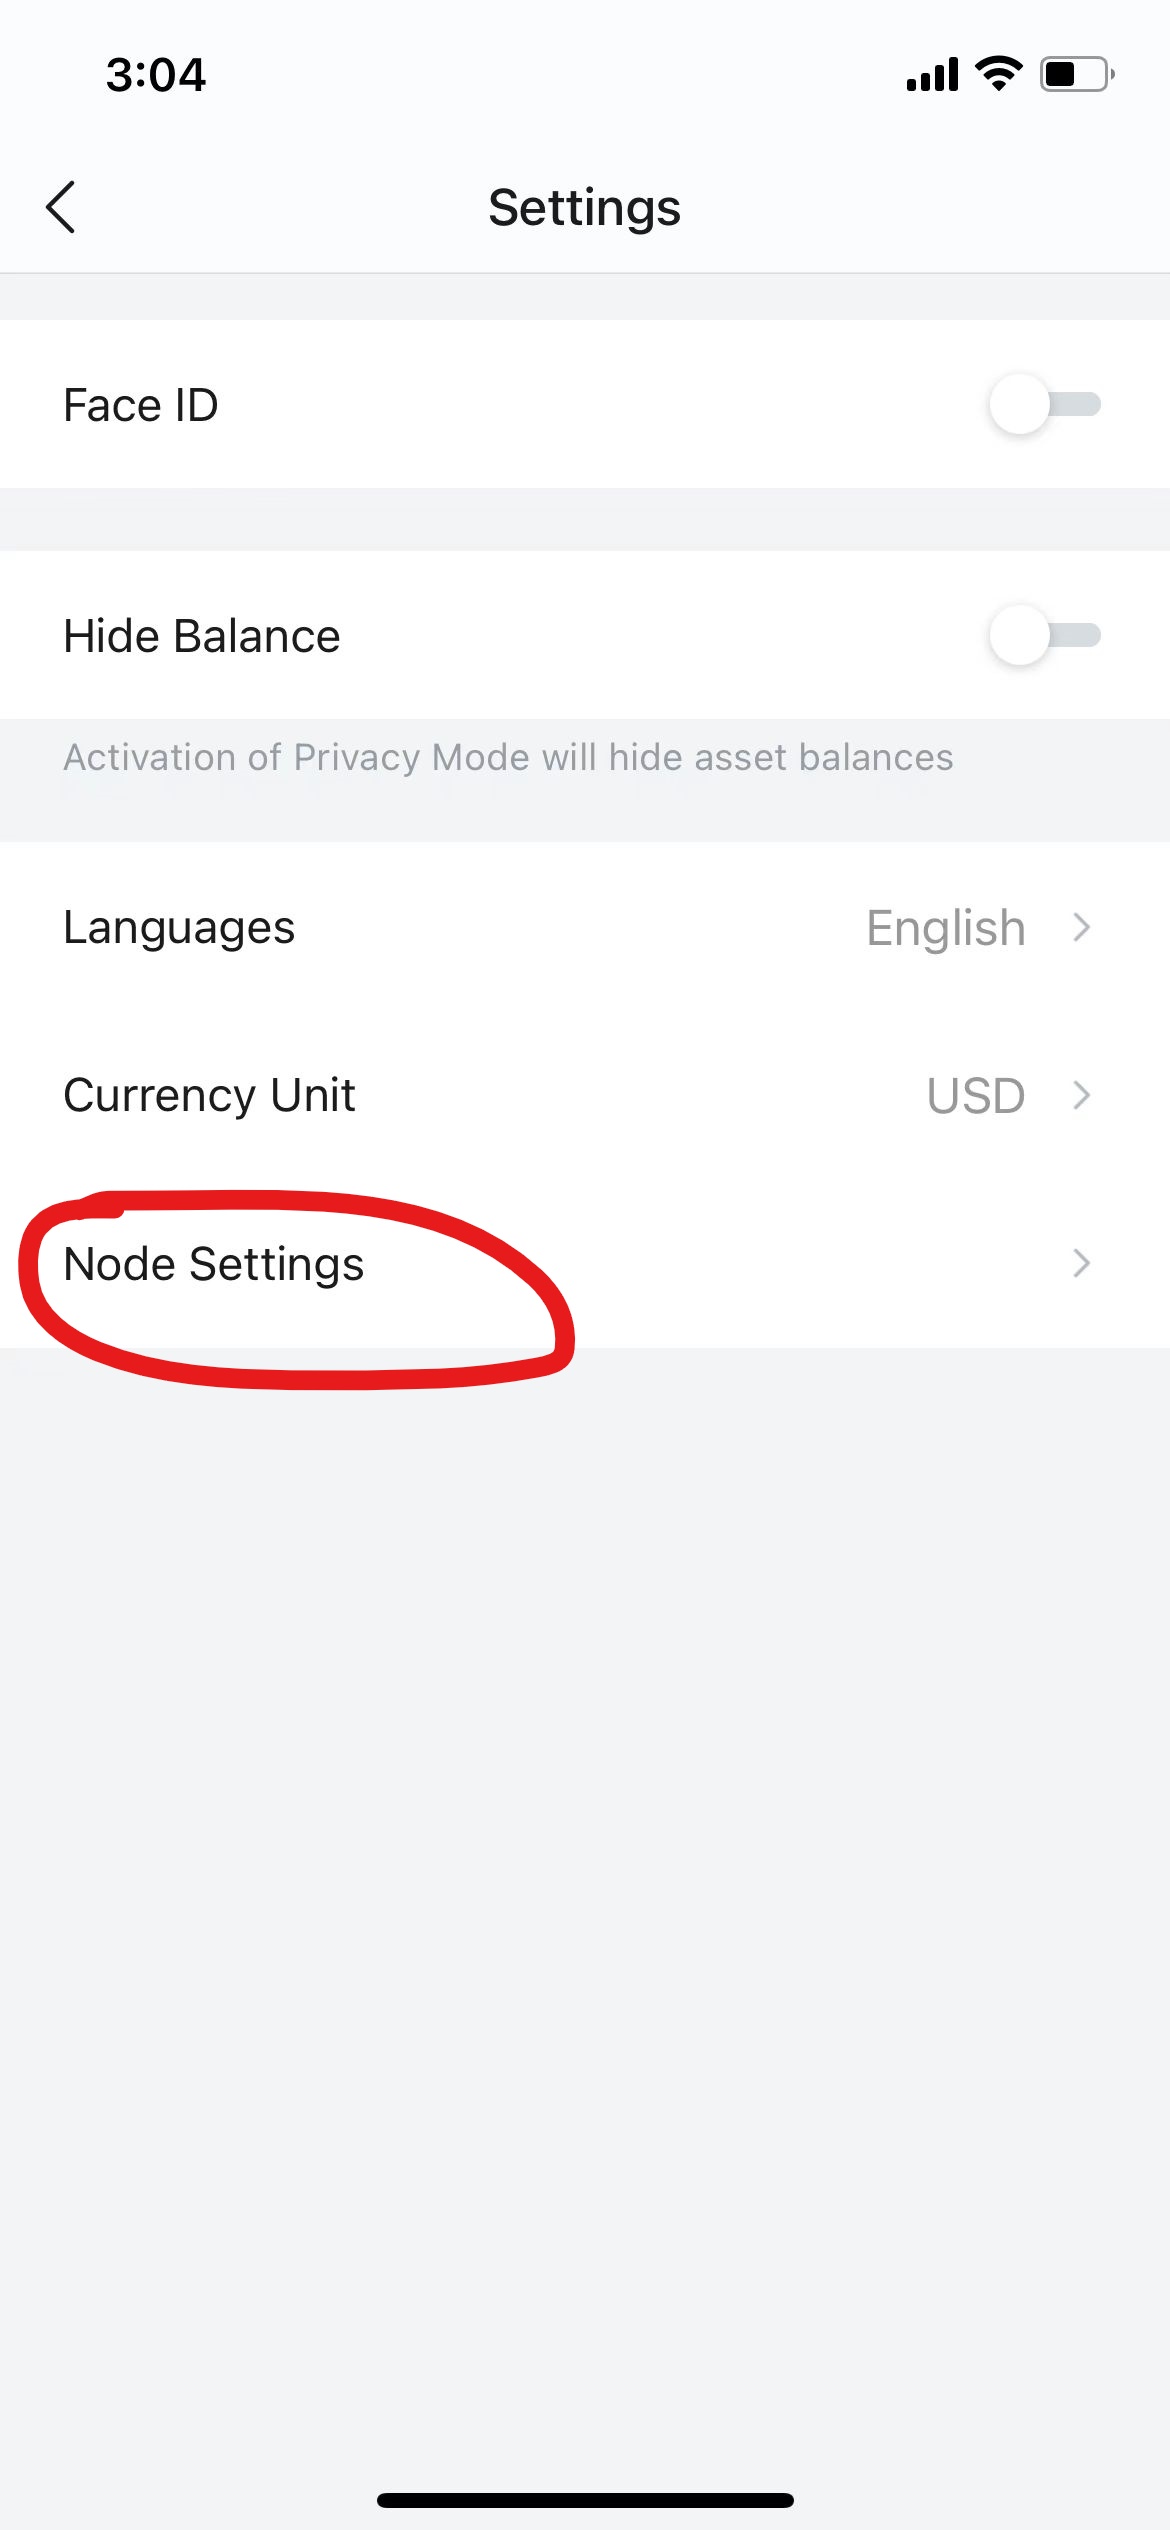 3:04
Settings
Face ID
Hide Balance
Activation of Privacy Mode will hide asset balances
Languages English
Currency Unit USD
Node Settings